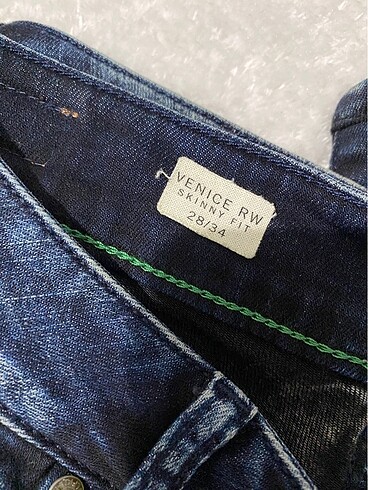 VENICE RW
SKINNY FIT
28/34